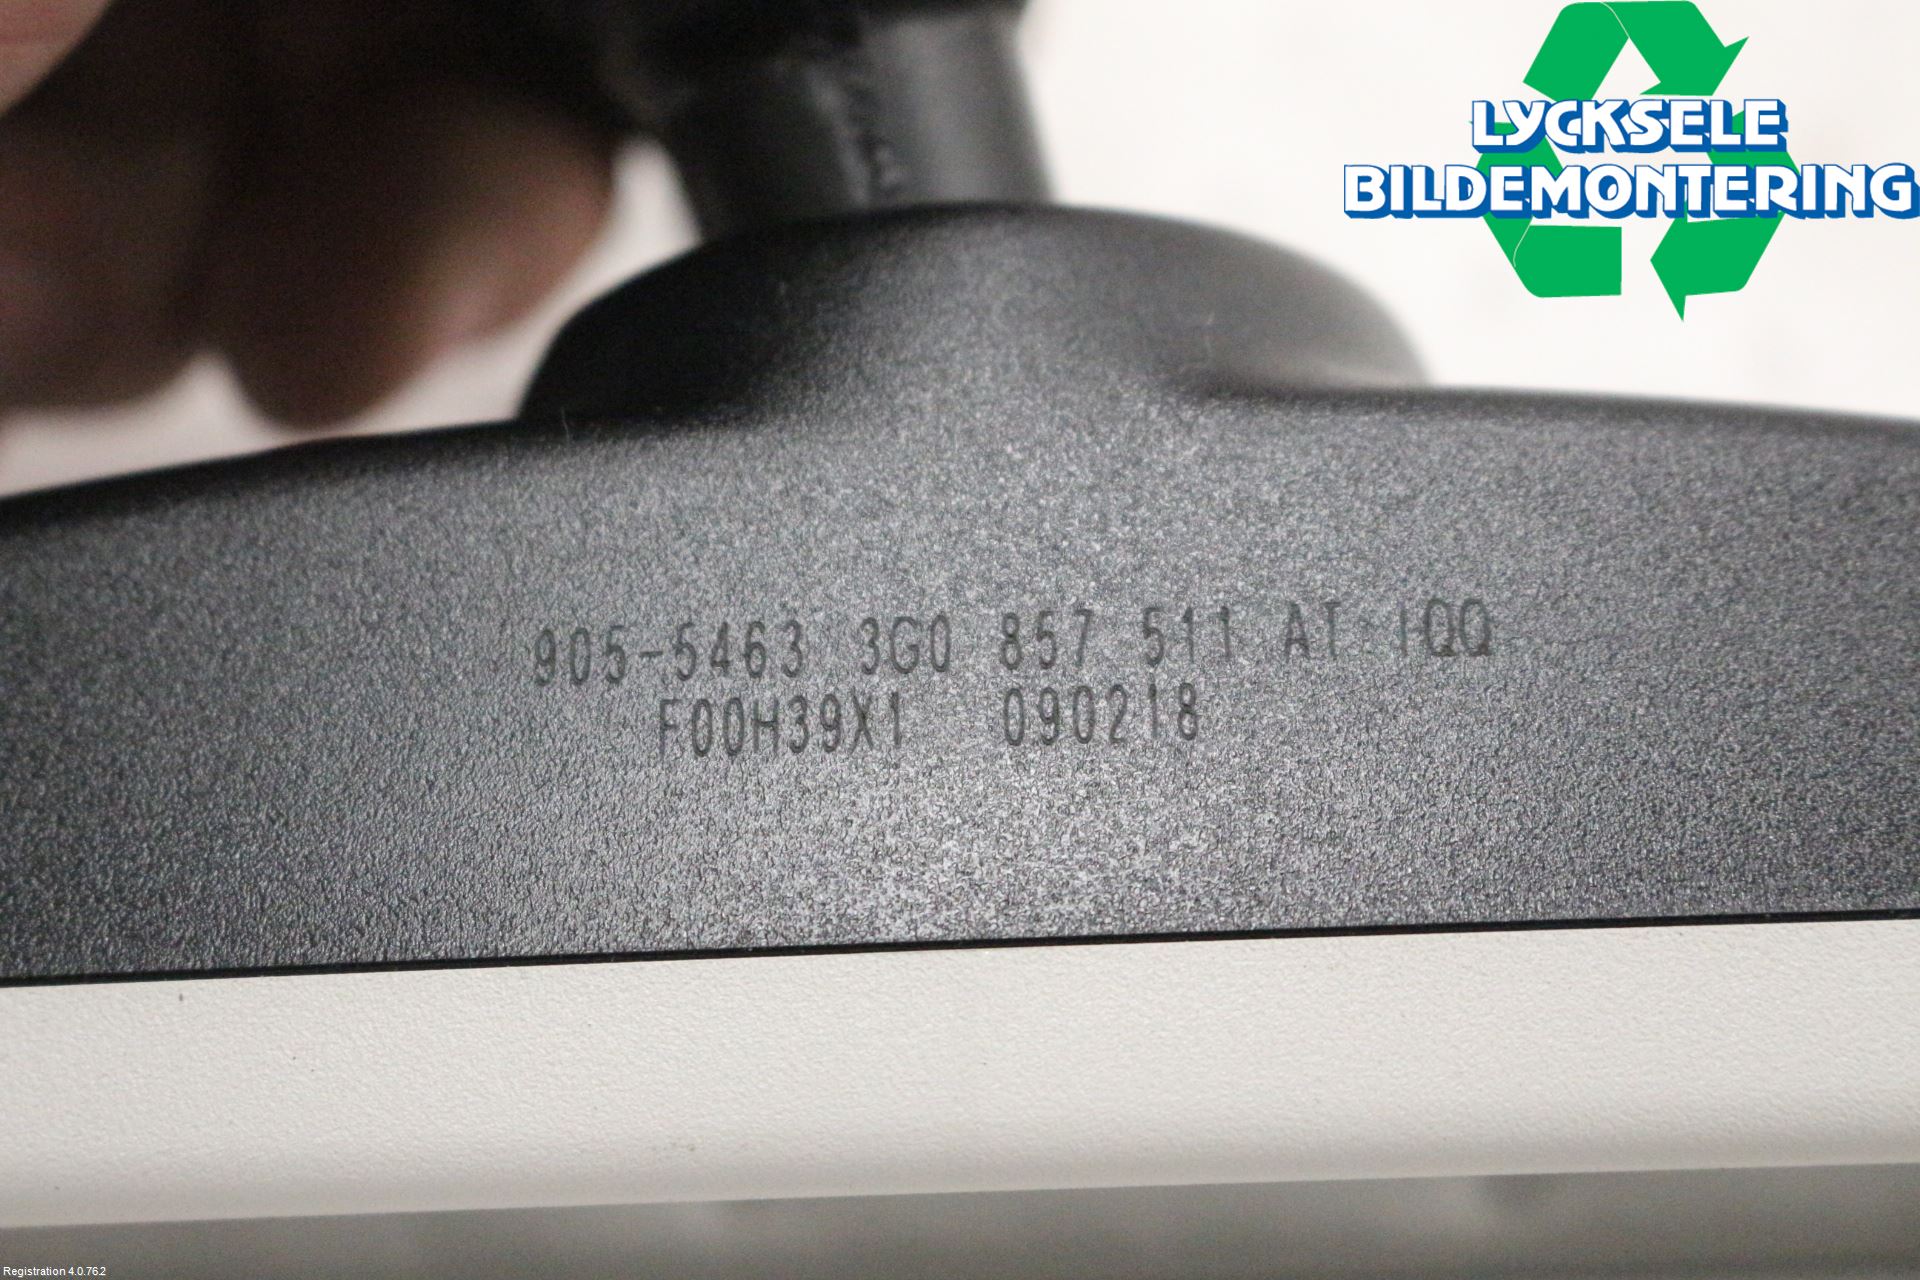 LYCKSELE
BILDEMONTERING
905-5463 3G0 857 511 AT IQQ
F00H39X1 090218
Registration 4.0.76.2